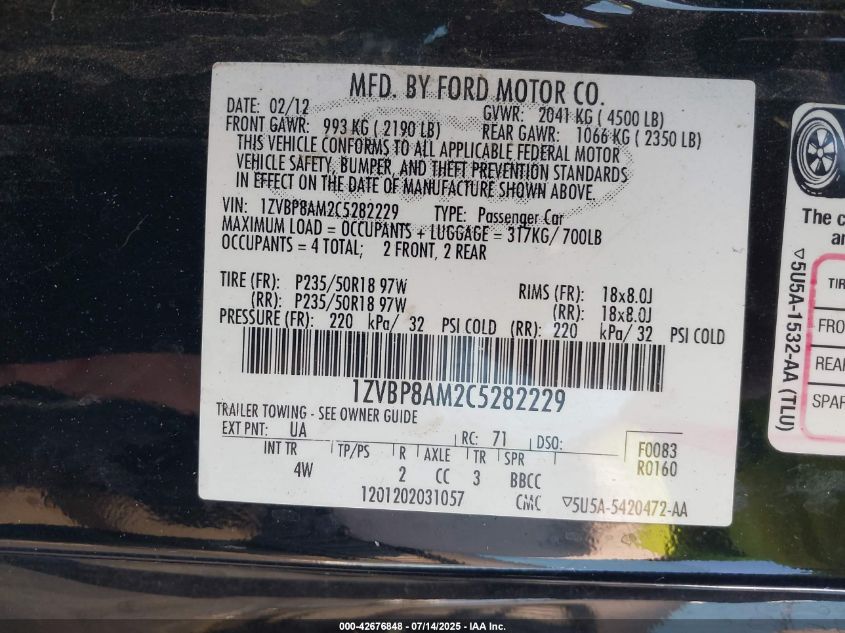 MFD. BY FORD MOTOR CO.
DATE: 02/12 GVWR: 2041 KG ( 4500 LB)
FRONT GAWR: 993 KG ( 2190 LB) REAR GAWR: 1066 KG ( 2350 LB)
THIS VEHICLE CONFORMS TO ALL APPLICABLE FEDERAL MOTOR
VEHICLE SAFETY, BUMPER, AND THEFT PREVENTION STANDARDS
IN EFFECT ON THE DATE OF MANUFACTURE SHOWN ABOVE.
VIN: 1ZVBP8AM2C5282229 TYPE: Passenger Car
MAXIMUM LOAD = OCCUPANTS + LUGGAGE = 317KG/ 700LB
OCCUPANTS = 4 TOTAL; 2 FRONT, 2 REAR
TIRE (FR): P235/50R18 97W RIMS (FR): 18x8.0J
(RR): P235/50R18 97W (RR): 18x8.0J
PRESSURE (FR): 220 kPa/ 32 PSI COLD (RR): 220 kPa/ 32 PSI COLD
1ZVBP8AM2C5282229
TRAILER TOWING - SEE OWNER GUIDE
EXT PNT: UA RC: 71 DSO: F0083
INT TR TP/PS R AXLE TR SPR R0160
4W 2 CC 3 BBCC
1201202031057 CMC 5U5A-5420472-AA
The c
an
5U5A-1532-AA (TLU)
TIR
FRO
REAR
SPAR
000-42676848 - 07/14/2025 - IAA Inc.